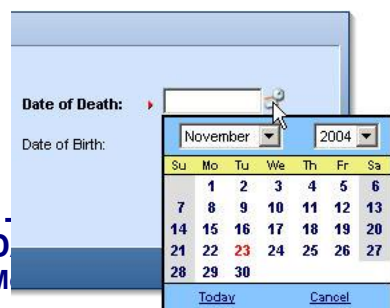 Date of Death:
Date of Birth:
November 2004
Su Mo Tu We Th Fr Sa
1 2 3 4 5 6
7 8 9 10 11 12 13
14 15 16 17 18 19 20
21 22 23 24 25 26 27
28 29 30
Today Cancel